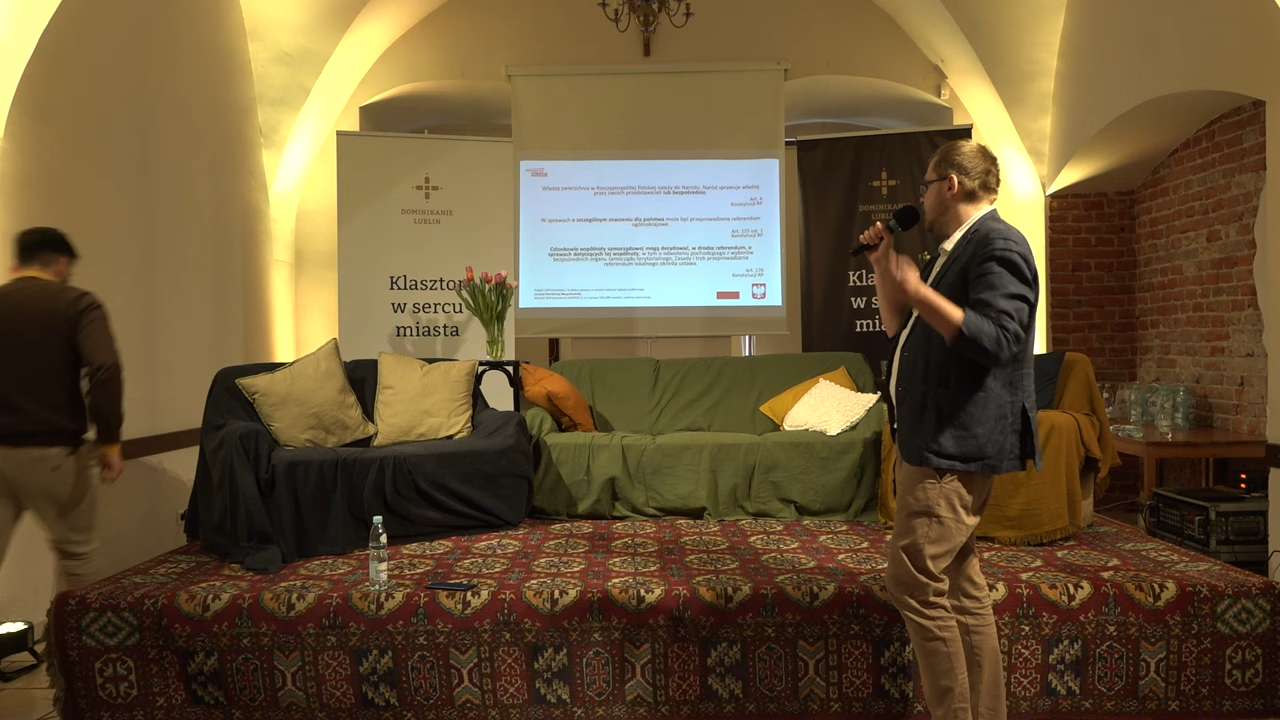 Władza zwierzchnia w Rzeczypospolitej Polskiej należy do Narodu. Naród sprawuje władzę
przez swoich przedstawicieli lub bezpośrednio.
Art. 4
Konstytucji RP
W sprawach o szczególnym znaczeniu dla państwa może być przeprowadzone referendum
ogólnokrajowe.
Art. 125 ust. 1
Konstytucji RP
Członkowie wspólnoty samorządowej mogą decydować, w drodze referendum, o
sprawach dotyczących tej wspólnoty, w tym o odwołaniu pochodzącego z wyborów
bezpośrednich organu samorządu terytorialnego. Zasady i tryb przeprowadzania
referendum lokalnego określa ustawa.
Art. 170
Konstytucji RP
DOMINIKANIE
LUBLIN
Klasztor
w sercu
miasta
DOMINIKANIE
LUBLIN